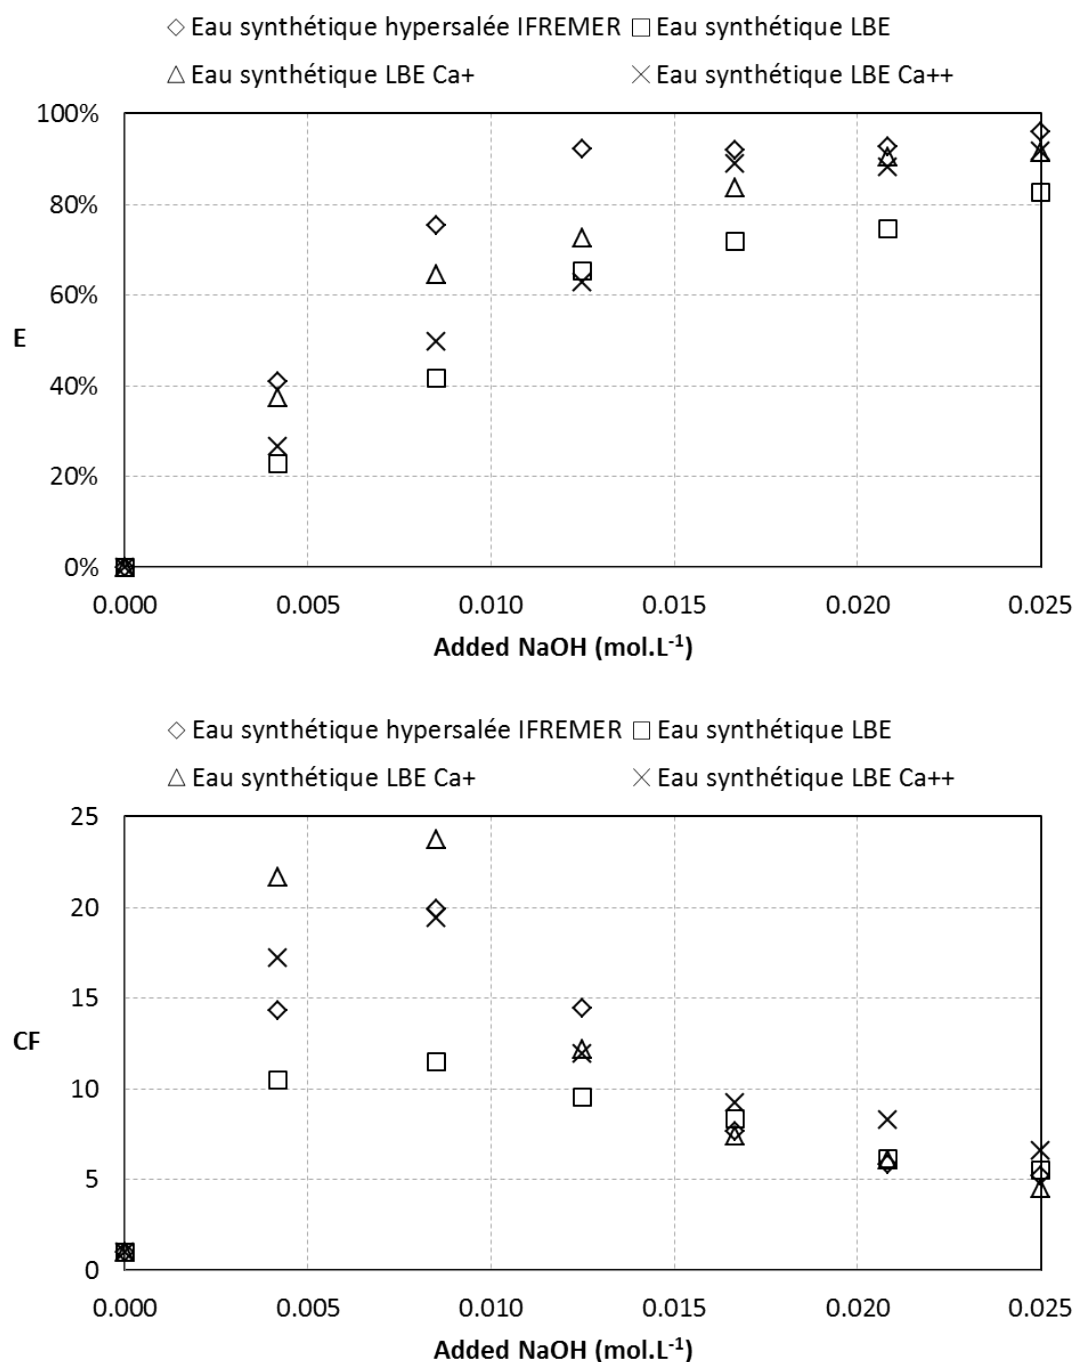 Eau synthétique hypersalée IFREMER Eau synthétique LBE
Eau synthétique LBE Ca+ Eau synthétique LBE Ca++
100%
80%
60%
E
40%
20%
0%
0.000 0.005 0.010 0.015 0.020 0.025
Added NaOH (mol.L⁻¹)
Eau synthétique hypersalée IFREMER Eau synthétique LBE
Eau synthétique LBE Ca+ Eau synthétique LBE Ca++
25
20
15
CF
10
5
0
0.000 0.005 0.010 0.015 0.020 0.025
Added NaOH (mol.L⁻¹)